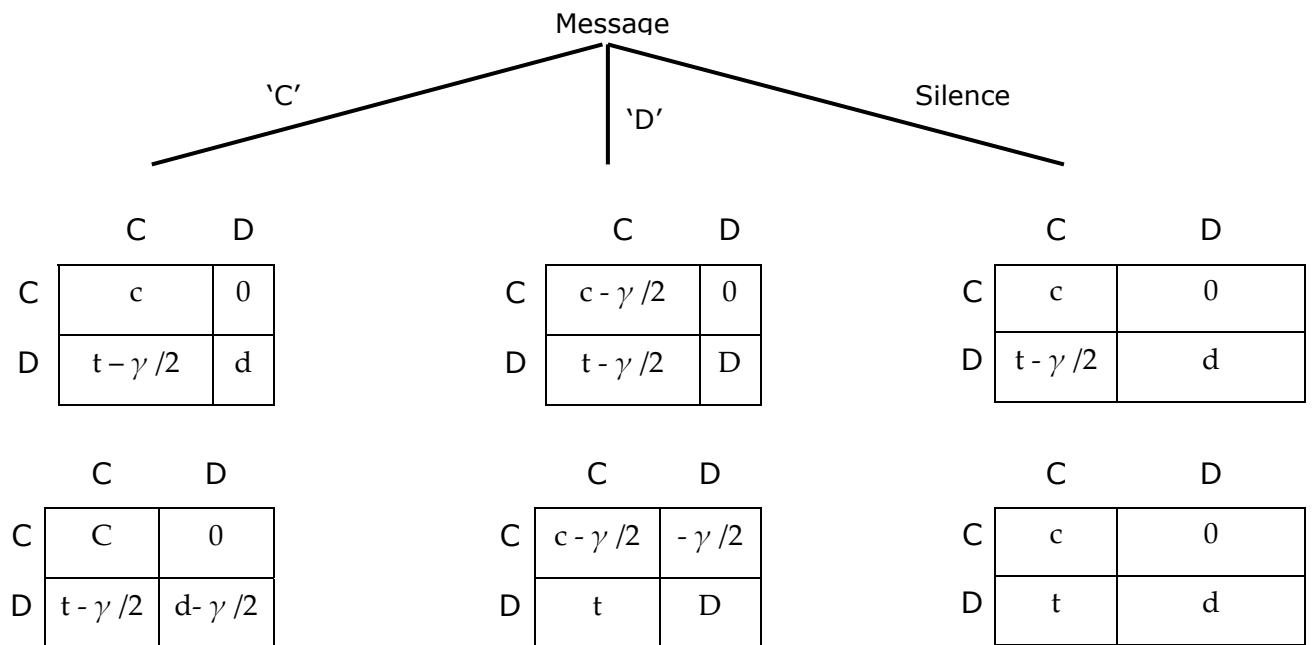 Message
‘C’ ‘D’ Silence
C D C D C D
C c 0 C c - γ /2 0 C c 0
D t – γ /2 d D t - γ /2 D D t - γ /2 d
C D C D C D
C C 0 C c - γ /2 - γ /2 C c 0
D t - γ /2 d- γ /2 D t D D t d